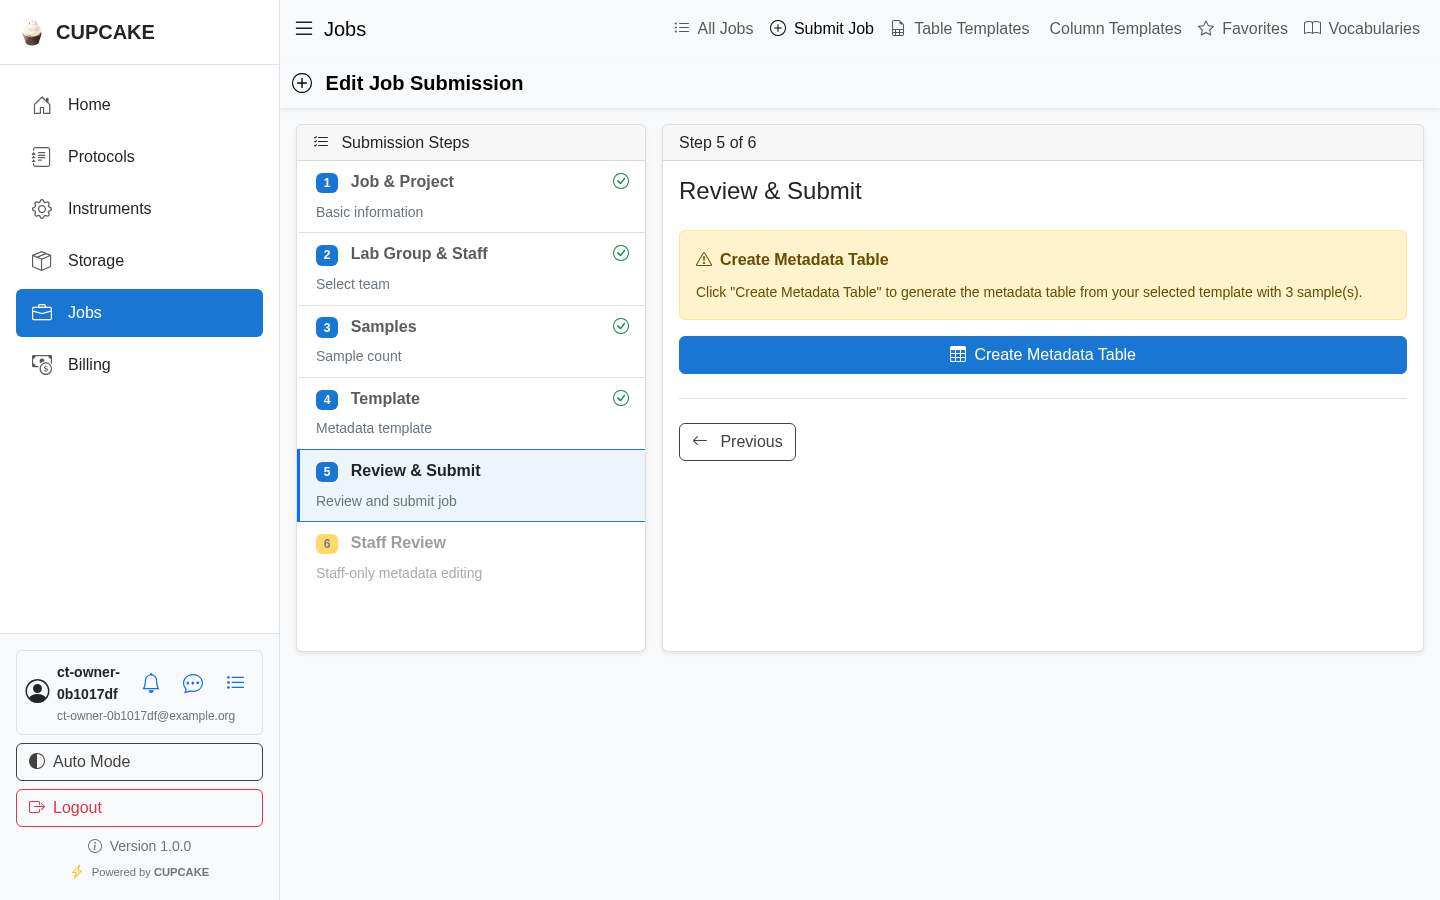 CUPCAKE
Home
Protocols
Instruments
Storage
Jobs
Billing
ct-owner-
0b1017df
ct-owner-0b1017df@example.org
Auto Mode
Logout
Version 1.0.0
Powered by CUPCAKE
Jobs
All Jobs
Submit Job
Table Templates
Column Templates
Favorites
Vocabularies
Edit Job Submission
Submission Steps
1 Job & Project
Basic information
2 Lab Group & Staff
Select team
3 Samples
Sample count
4 Template
Metadata template
5 Review & Submit
Review and submit job
6 Staff Review
Staff-only metadata editing
Step 5 of 6
Review & Submit
Create Metadata Table
Click "Create Metadata Table" to generate the metadata table from your selected template with 3 sample(s).
Create Metadata Table
Previous